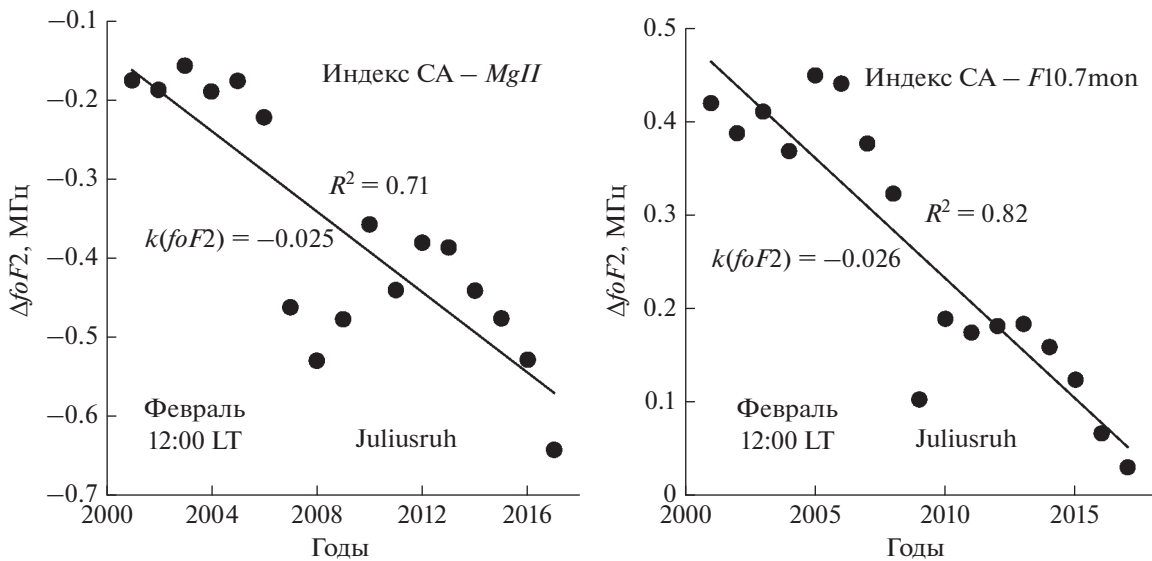 −0.1
−0.2
−0.3
−0.4
−0.5
−0.6
−0.7
ΔfoF2, МГц
Индекс СА – MgII
R² = 0.71
k(foF2) = −0.025
Февраль
12:00 LT
Juliusruh
2000 2004 2008 2012 2016
Годы
0.5
0.4
0.3
0.2
0.1
0
ΔfoF2, МГц
Индекс СА – F10.7mon
R² = 0.82
k(foF2) = −0.026
Февраль
12:00 LT
Juliusruh
2000 2005 2010 2015
Годы